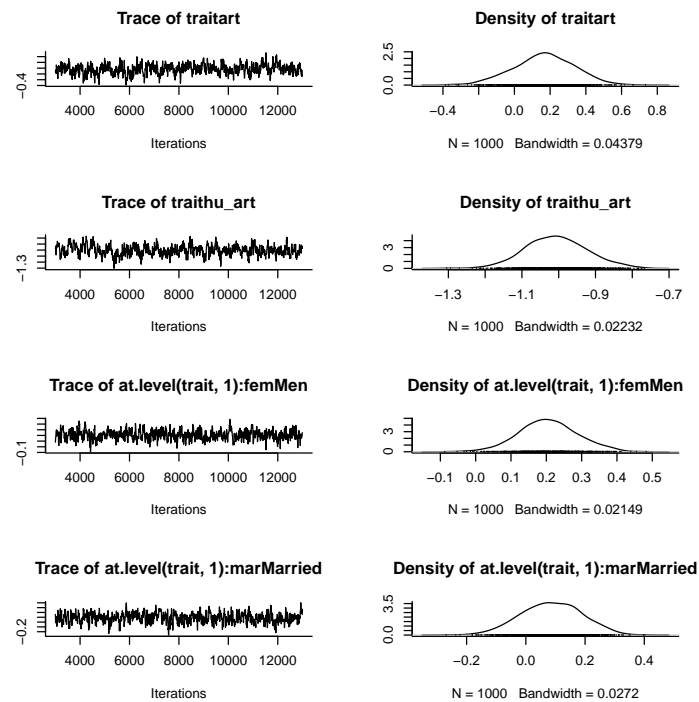 Trace of traitart
Density of traitart
−0.4
4000 6000 8000 10000 12000
Iterations
0.0 2.5
−0.4 0.0 0.2 0.4 0.6 0.8
N = 1000 Bandwidth = 0.04379
Trace of traithu_art
Density of traithu_art
−1.3
4000 6000 8000 10000 12000
Iterations
0 3
−1.3 −1.1 −0.9 −0.7
N = 1000 Bandwidth = 0.02232
Trace of at.level(trait, 1):femMen
Density of at.level(trait, 1):femMen
−0.1
4000 6000 8000 10000 12000
Iterations
0 3
−0.1 0.0 0.1 0.2 0.3 0.4 0.5
N = 1000 Bandwidth = 0.02149
Trace of at.level(trait, 1):marMarried
Density of at.level(trait, 1):marMarried
−0.2
4000 6000 8000 10000 12000
Iterations
0.0 3.5
−0.2 0.0 0.2 0.4
N = 1000 Bandwidth = 0.0272